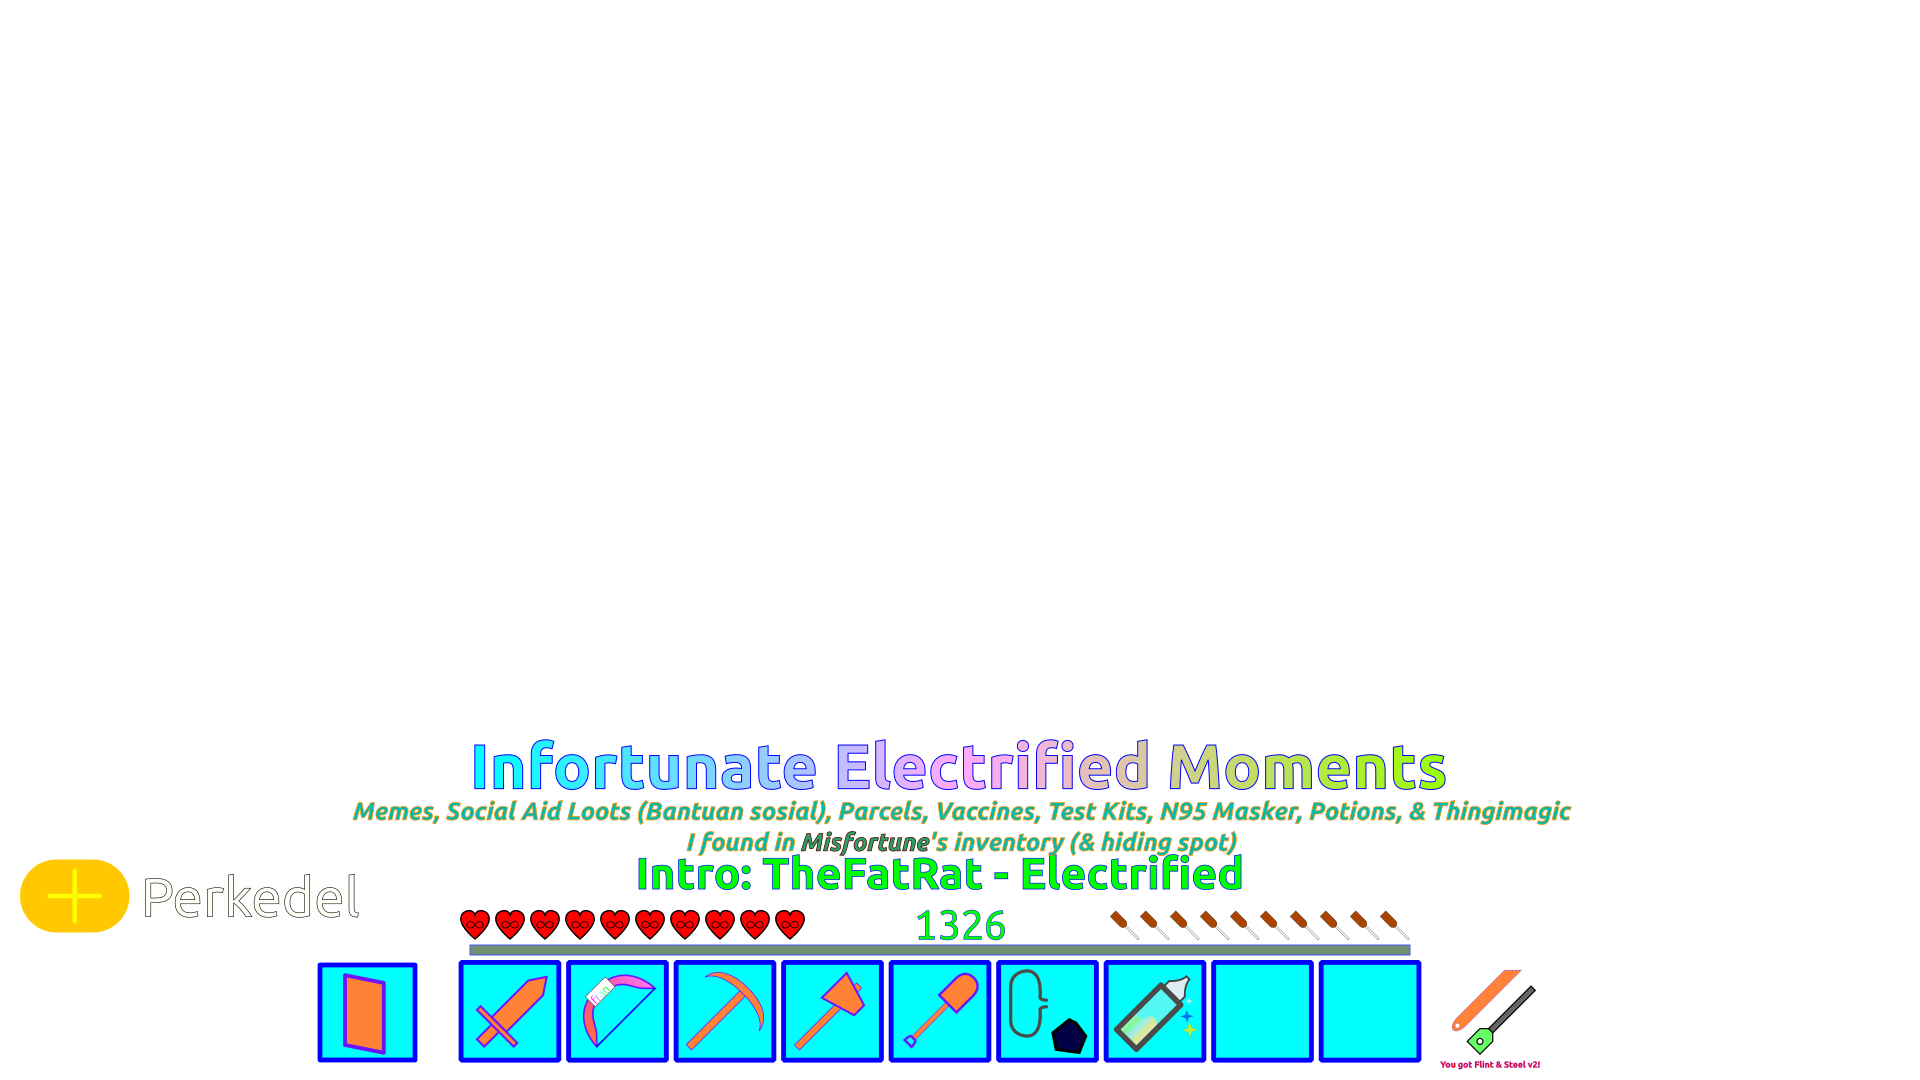 Infortunate Electrified Moments
Memes, Social Aid Loots (Bantuan sosial), Parcels, Vaccines, Test Kits, N95 Masker, Potions, & Thingimagic
I found in Misfortune's inventory (& hiding spot)
Intro: TheFatRat - Electrified
Perkedel
1326
fran
You got Flint & Steel v2!